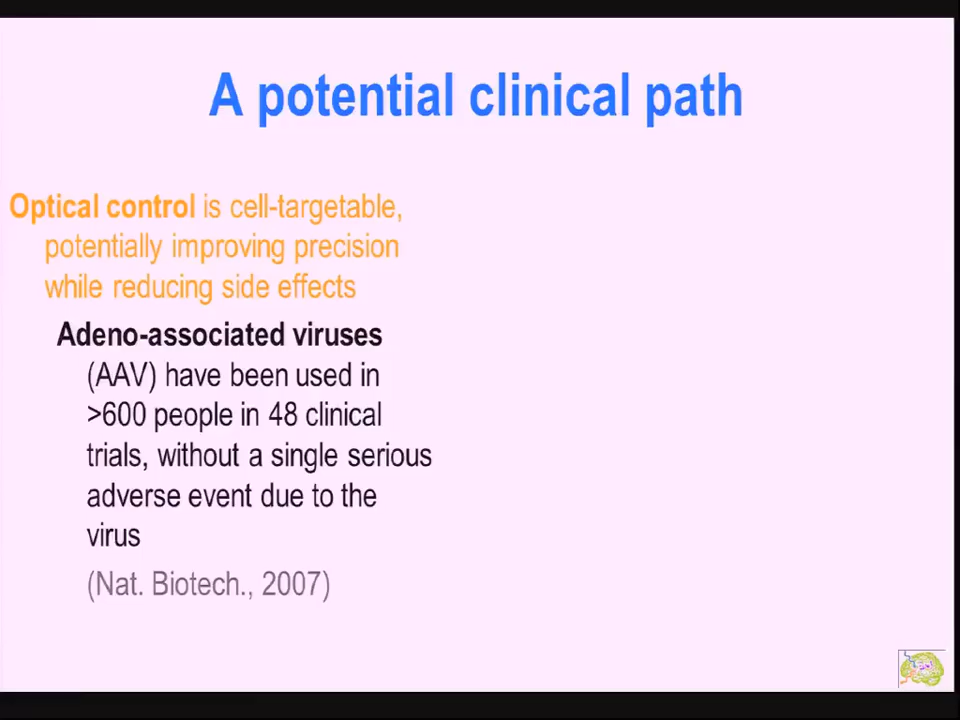 A potential clinical path
Optical control is cell-targetable,
potentially improving precision
while reducing side effects
Adeno-associated viruses
(AAV) have been used in
>600 people in 48 clinical
trials, without a single serious
adverse event due to the
virus
(Nat. Biotech., 2007)